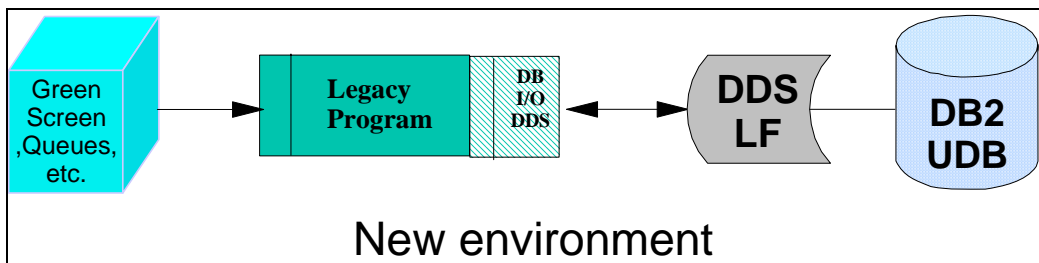 Green
Screen
,Queues,
etc.
Legacy
Program
DB
I/O
DDS
DDS
LF
DB2
UDB
New environment